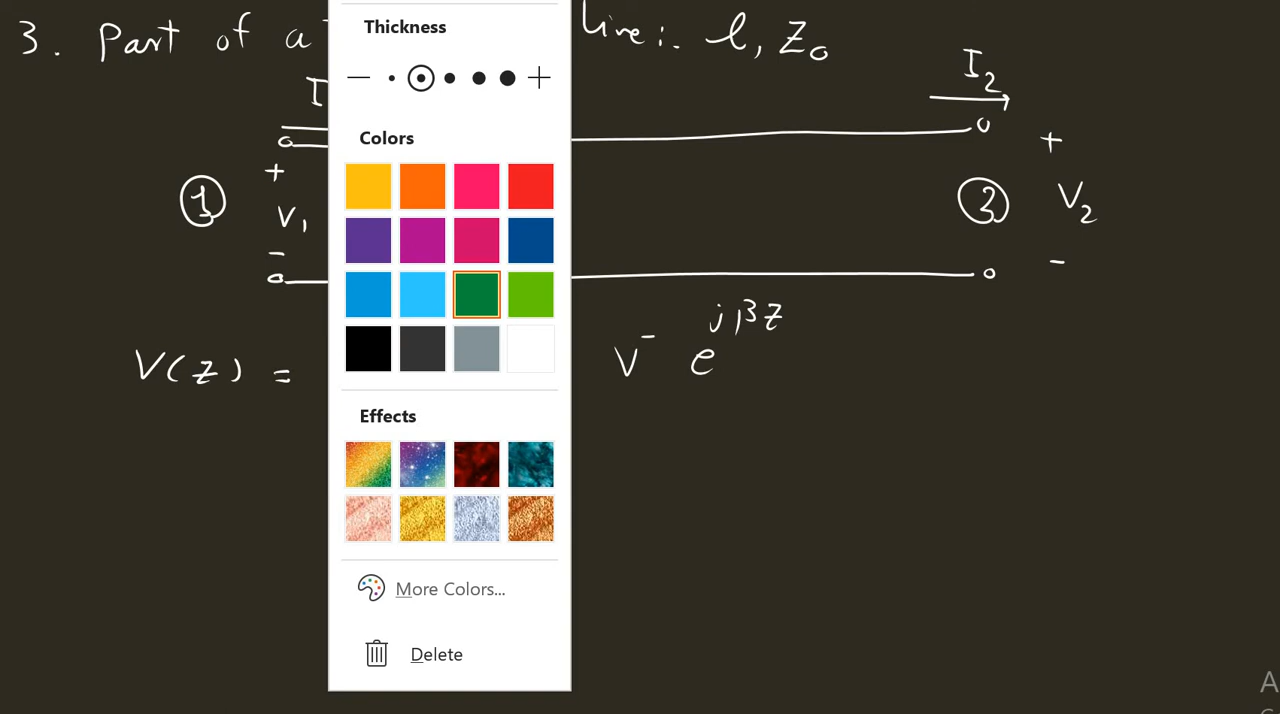 3. Part of a line: l, Z0
I I2
+ +
1 V1 2 V2
- -
V(z) = V- e^jβz
Thickness
Colors
Effects
More Colors...
Delete
A